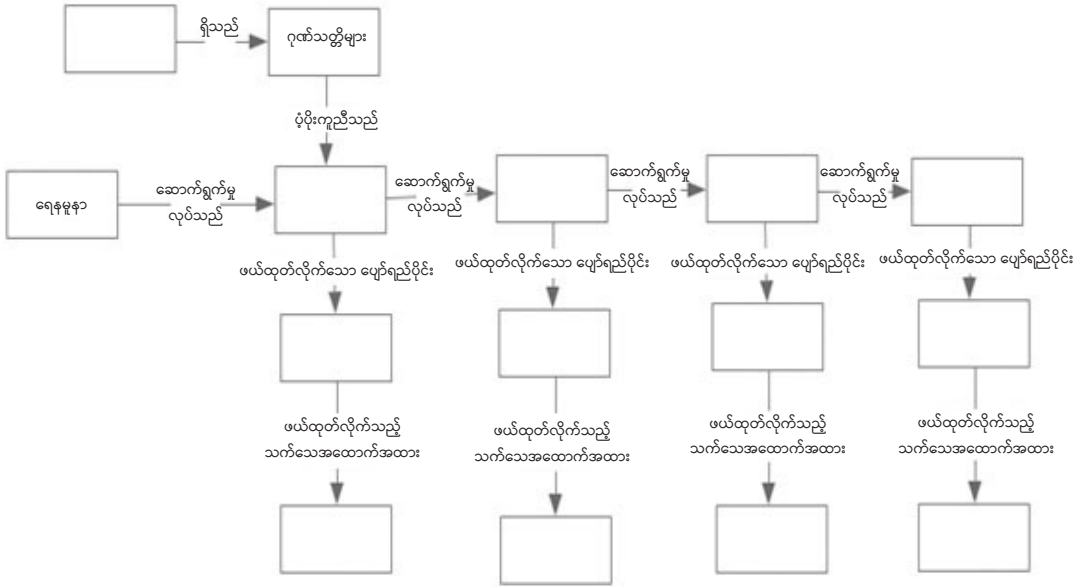 ရှိသည်
ဂုဏ်သတ္တိများ
ပံ့ပိုးကူညီသည်
ရေနမူနာ
ဆောက်ရွက်မှု
လုပ်သည်
ဆောက်ရွက်မှု
လုပ်သည်
ဆောက်ရွက်မှု
လုပ်သည်
ဆောက်ရွက်မှု
လုပ်သည်
ဖယ်ထုတ်လိုက်သော ပျော်ရည်ပိုင်း
ဖယ်ထုတ်လိုက်သော ပျော်ရည်ပိုင်း
ဖယ်ထုတ်လိုက်သော ပျော်ရည်ပိုင်း
ဖယ်ထုတ်လိုက်သော ပျော်ရည်ပိုင်း
ဖယ်ထုတ်လိုက်သည့်
သက်သေအထောက်အထား
ဖယ်ထုတ်လိုက်သည့်
သက်သေအထောက်အထား
ဖယ်ထုတ်လိုက်သည့်
သက်သေအထောက်အထား
ဖယ်ထုတ်လိုက်သည့်
သက်သေအထောက်အထား